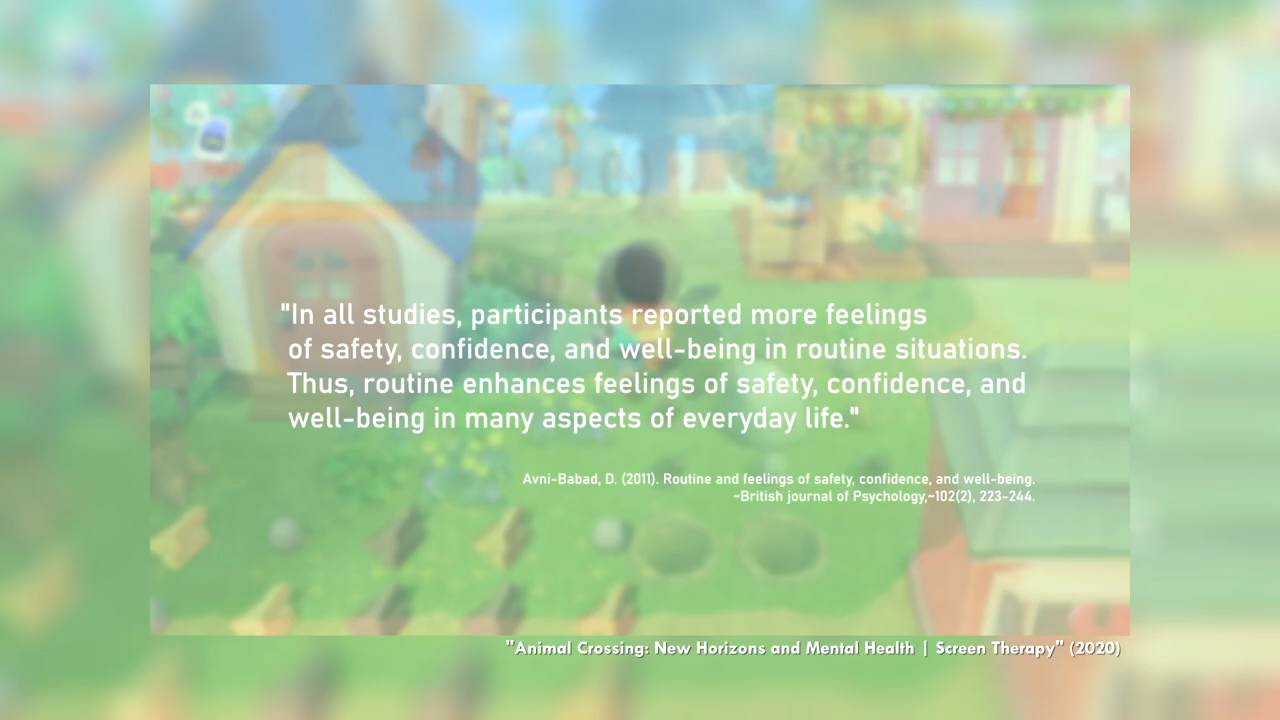 "In all studies, participants reported more feelings
of safety, confidence, and well-being in routine situations.
Thus, routine enhances feelings of safety, confidence, and
well-being in many aspects of everyday life."
Avni-Babad, D. (2011). Routine and feelings of safety, confidence, and well-being.
~British journal of Psychology,~102(2), 223-244.
"Animal Crossing: New Horizons and Mental Health | Screen Therapy" (2020)